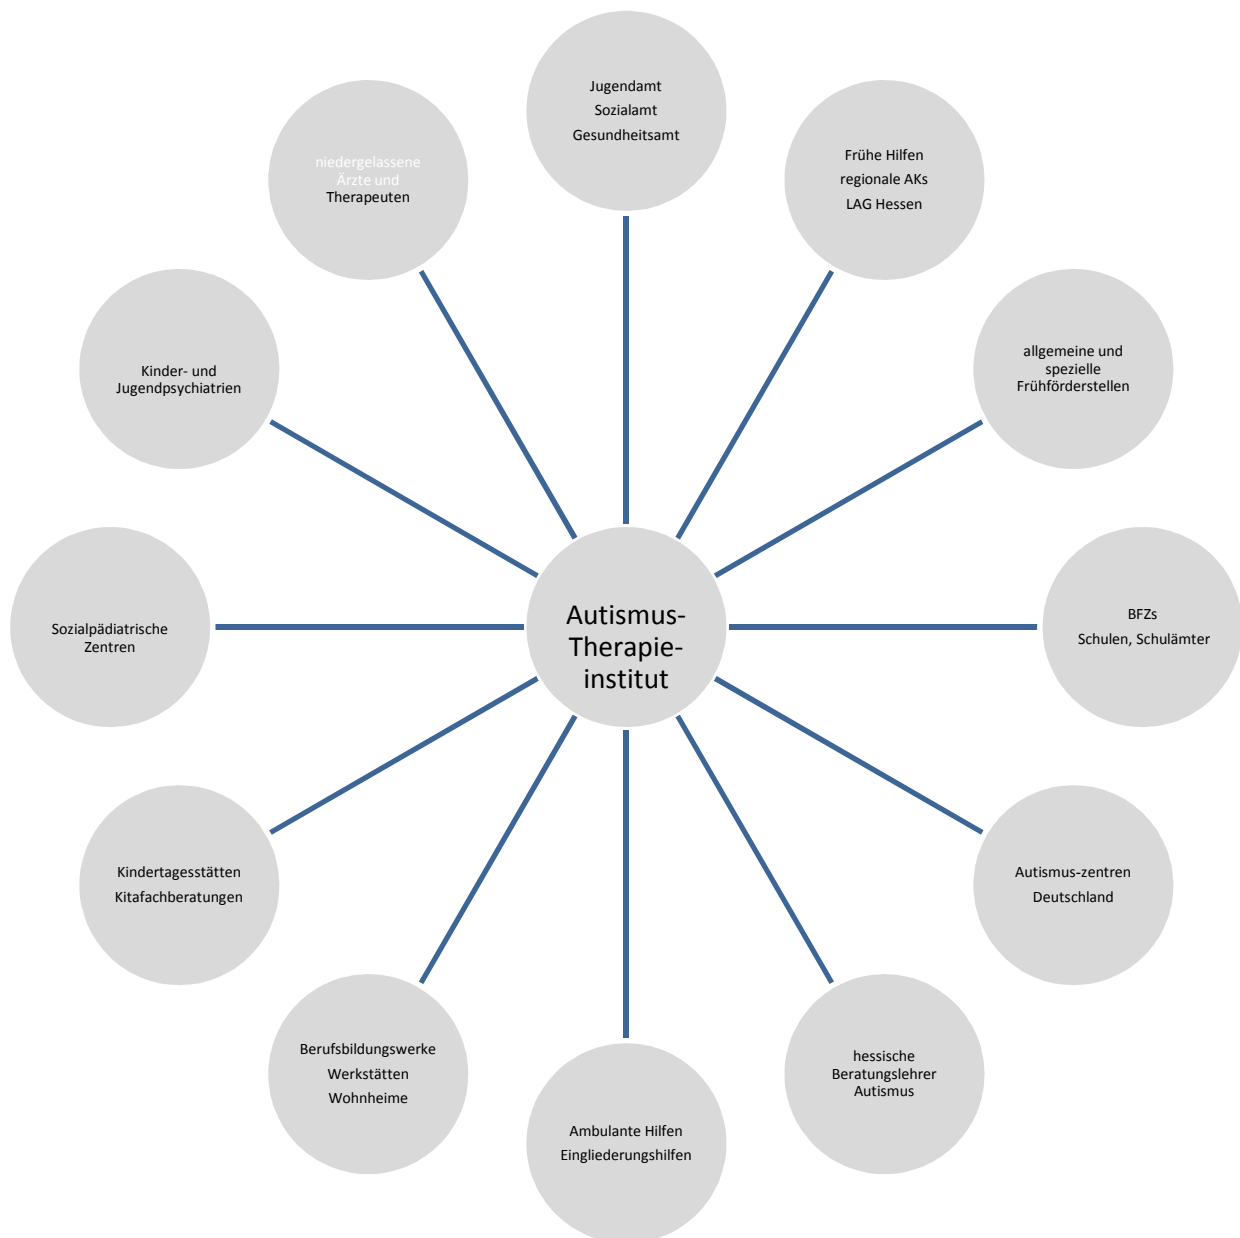 Jugendamt
Sozialamt
Gesundheitsamt
Frühe Hilfen
regionale AKs
LAG Hessen
allgemeine und
spezielle
Frühförderstellen
BFZs
Schulen, Schulämter
Autismus-zentren
Deutschland
hessische
Beratungslehrer
Autismus
Ambulante Hilfen
Eingliederungshilfen
Berufsbildungswerke
Werkstätten
Wohnheime
Kindertagesstätten
Kitafachberatungen
Sozialpädiatrische
Zentren
Kinder- und
Jugendpsychiatrien
niedergelassene
Ärzte und
Therapeuten
Autismus-
Therapie-
institut